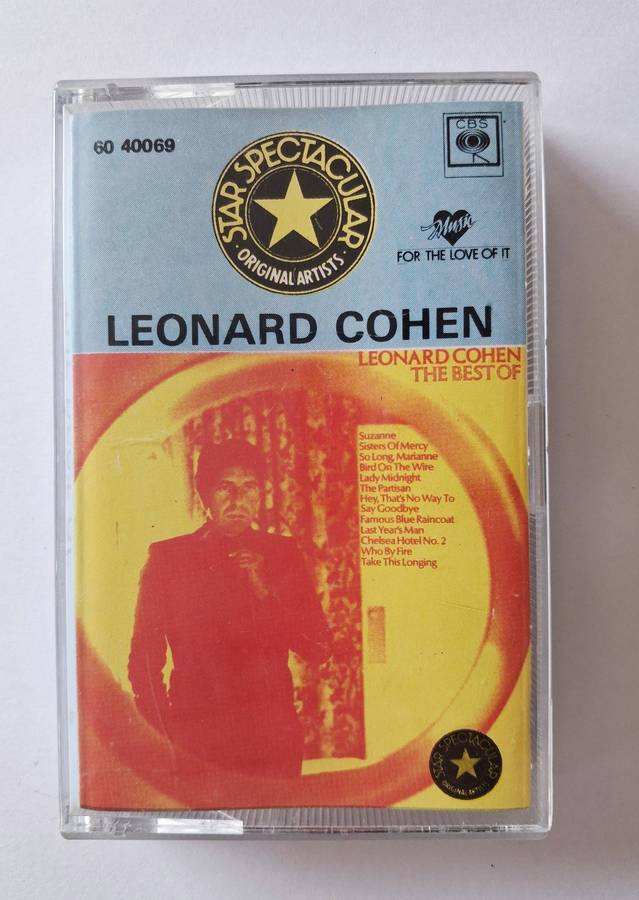 60 40069
STAR SPECTACULAR
· ORIGINAL ARTISTS ·
CBS
Music
FOR THE LOVE OF IT
LEONARD COHEN
LEONARD COHEN
THE BEST OF
Suzanne
Sisters Of Mercy
So Long, Marianne
Bird On The Wire
Lady Midnight
The Partisan
Hey, That's No Way To
Say Goodbye
Famous Blue Raincoat
Last Year's Man
Chelsea Hotel No. 2
Who By Fire
Take This Longing
STAR SPECTACULAR
ORIGINAL ARTISTS